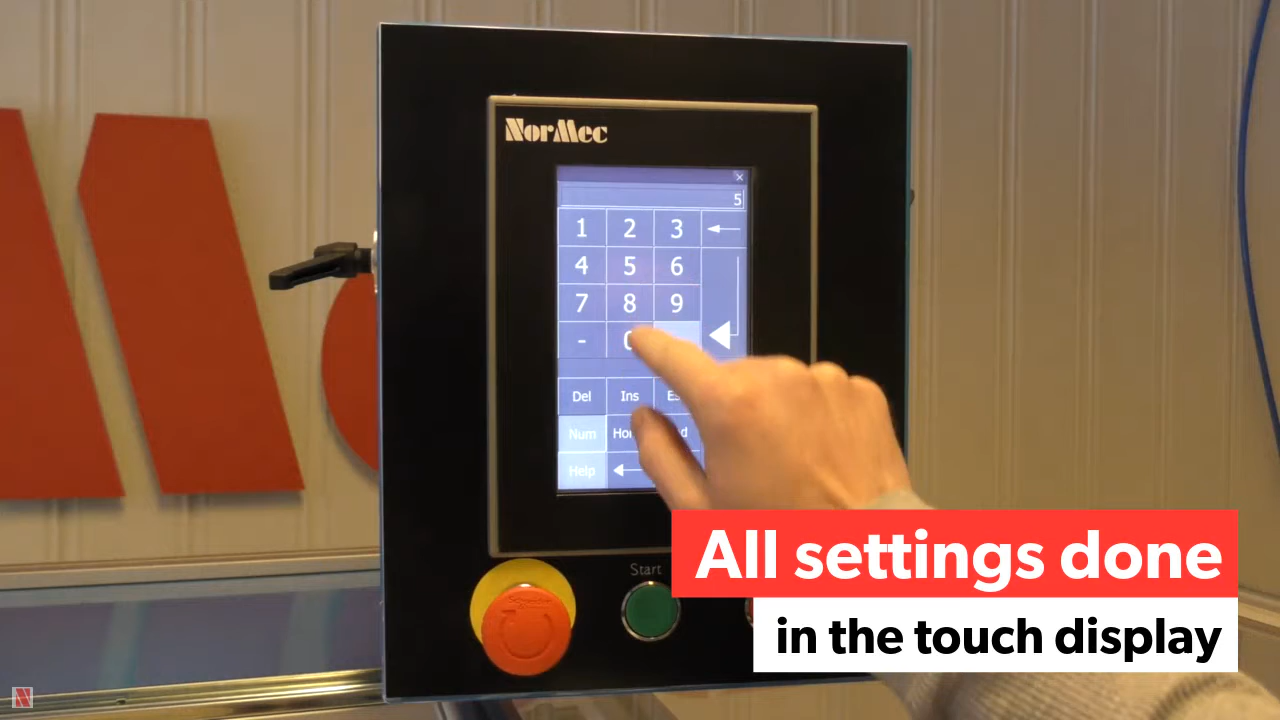 NorMec
5
1 2 3
4 5 6
7 8 9
- 0
Del Ins
Num
Help
Start
All settings done
in the touch display